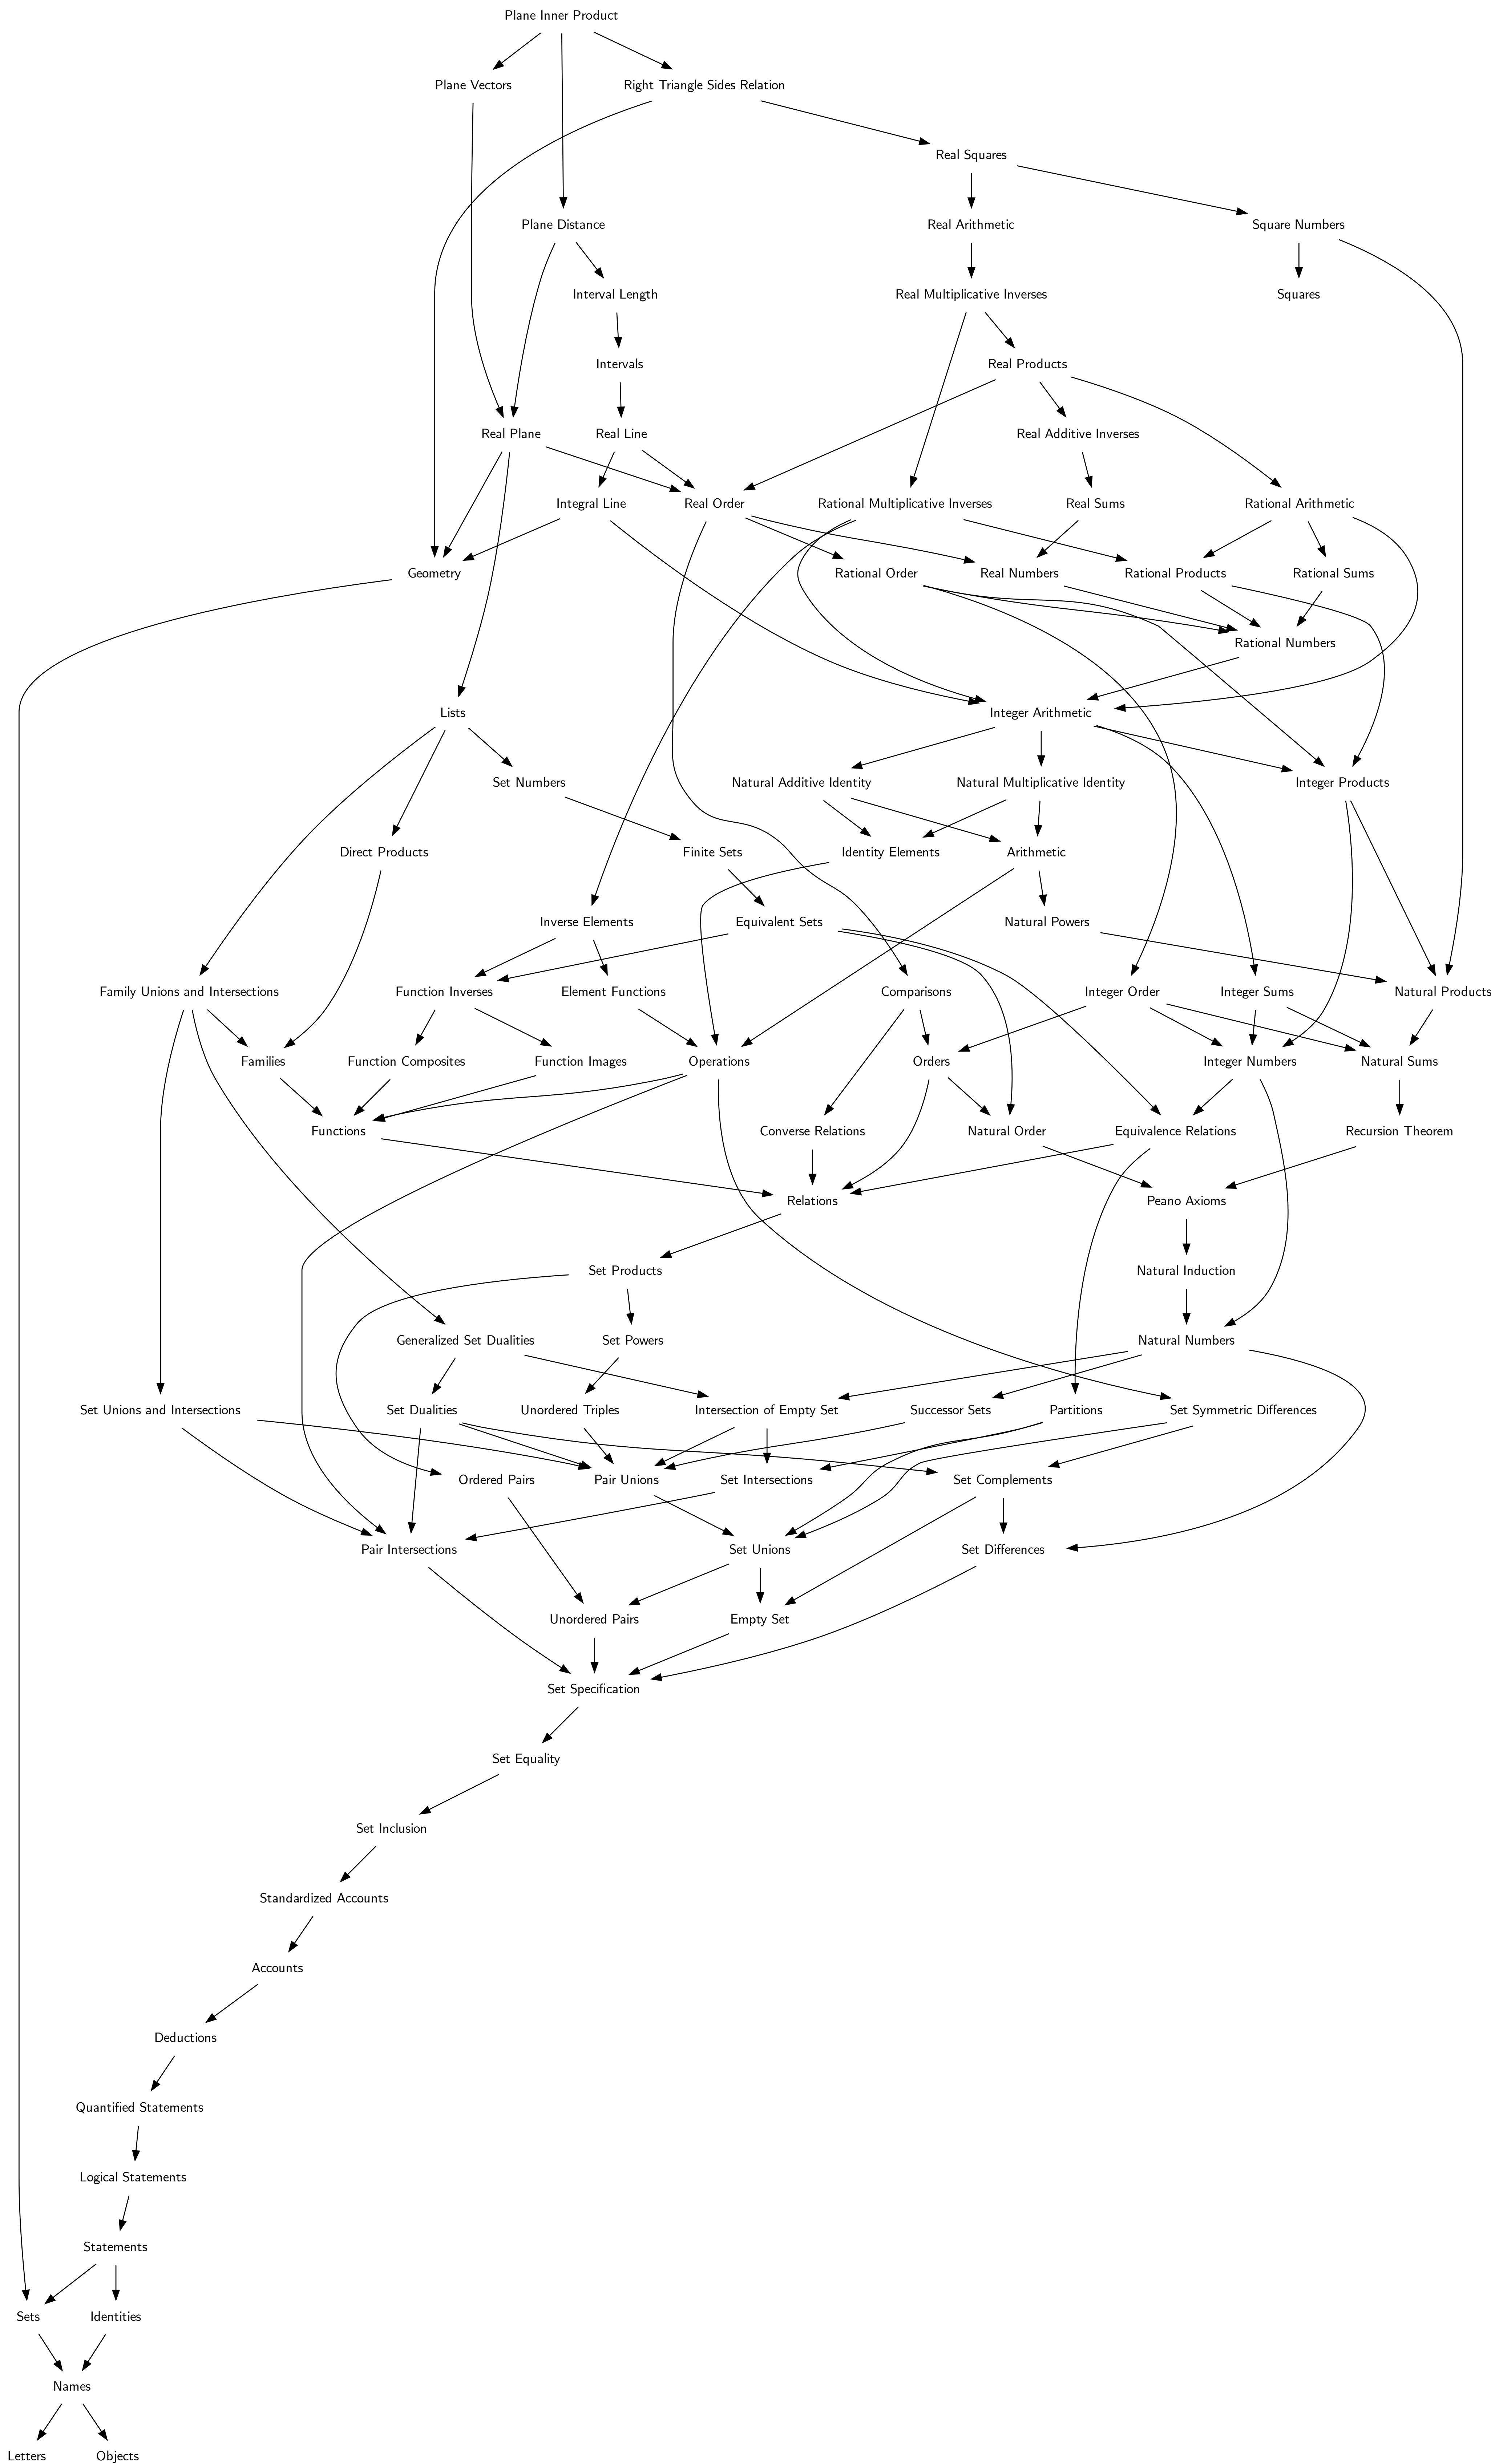 Plane Inner Product
Plane Vectors
Right Triangle Sides Relation
Real Squares
Plane Distance
Real Arithmetic
Square Numbers
Interval Length
Real Multiplicative Inverses
Squares
Intervals
Real Products
Real Plane
Real Line
Real Additive Inverses
Integral Line
Real Order
Rational Multiplicative Inverses
Real Sums
Rational Arithmetic
Geometry
Rational Order
Real Numbers
Rational Products
Rational Sums
Rational Numbers
Lists
Integer Arithmetic
Set Numbers
Natural Additive Identity
Natural Multiplicative Identity
Integer Products
Direct Products
Finite Sets
Identity Elements
Arithmetic
Inverse Elements
Equivalent Sets
Natural Powers
Family Unions and Intersections
Function Inverses
Element Functions
Comparisons
Integer Order
Integer Sums
Natural Products
Families
Function Composites
Function Images
Operations
Orders
Integer Numbers
Natural Sums
Functions
Converse Relations
Natural Order
Equivalence Relations
Recursion Theorem
Relations
Peano Axioms
Set Products
Natural Induction
Generalized Set Dualities
Set Powers
Natural Numbers
Set Unions and Intersections
Set Dualities
Unordered Triples
Intersection of Empty Set
Successor Sets
Partitions
Set Symmetric Differences
Ordered Pairs
Pair Unions
Set Intersections
Set Complements
Pair Intersections
Set Unions
Set Differences
Unordered Pairs
Empty Set
Set Specification
Set Equality
Set Inclusion
Standardized Accounts
Accounts
Deductions
Quantified Statements
Logical Statements
Statements
Sets
Identities
Names
Letters
Objects